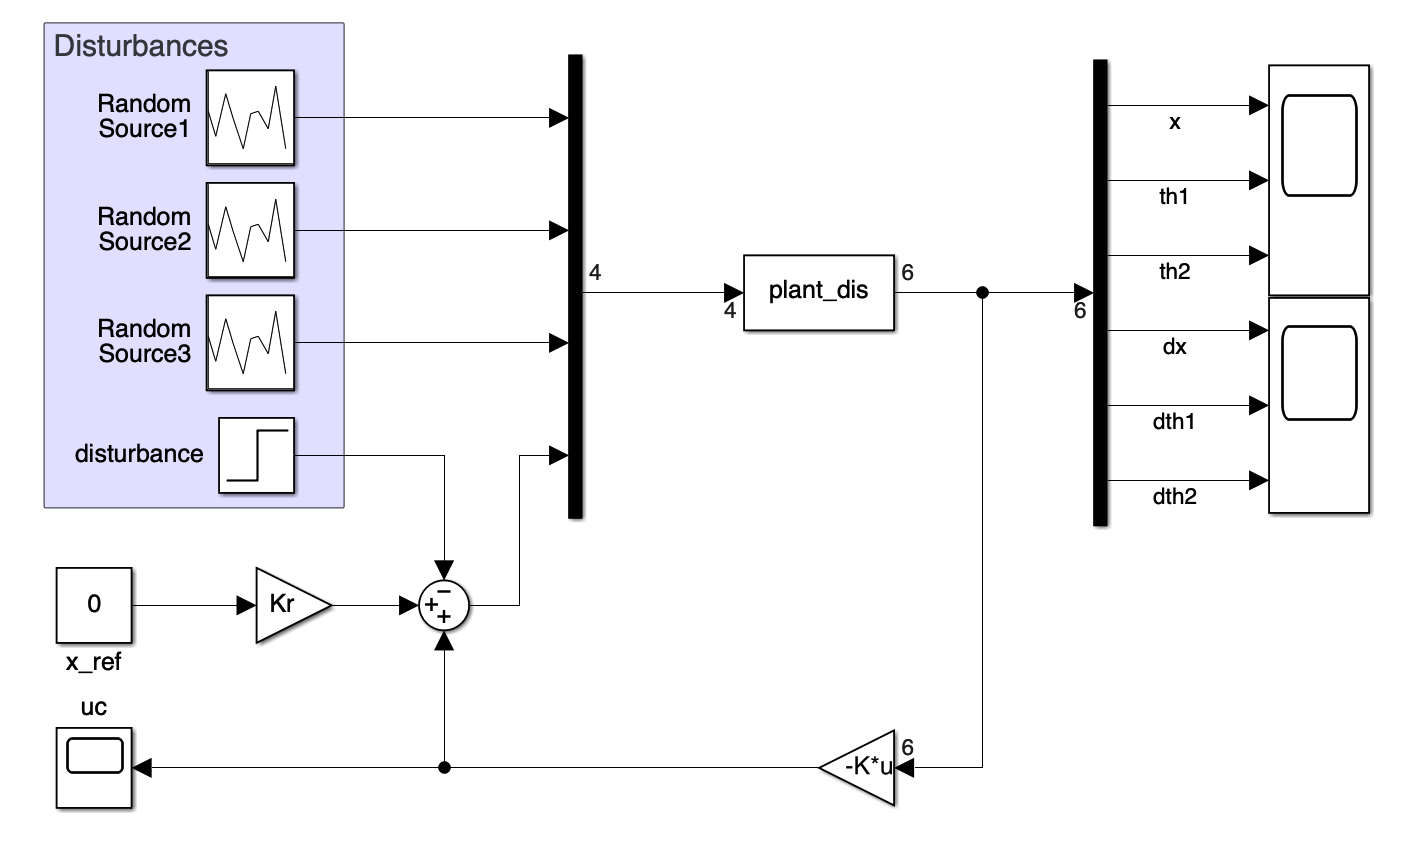 Disturbances
Random
Source1
Random
Source2
Random
Source3
disturbance
4
4
plant_dis
6
6
x
th1
th2
dx
dth1
dth2
0
x_ref
Kr
−
+
+
uc
-K*u
6